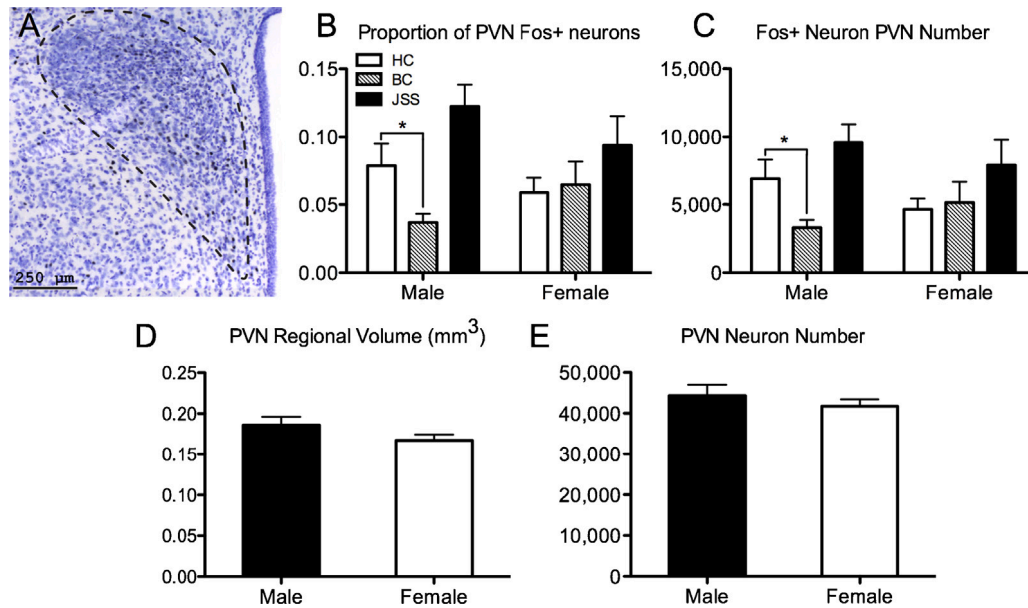 A
250 µm
B
Proportion of PVN Fos+ neurons
HC
BC
JSS
0.15
0.10
0.05
0.00
*
Male
Female
C
Fos+ Neuron PVN Number
15,000
10,000
5,000
0
*
Male
Female
D
PVN Regional Volume (mm3)
0.25
0.20
0.15
0.10
0.05
0.00
Male
Female
E
PVN Neuron Number
50,000
40,000
30,000
20,000
10,000
0
Male
Female